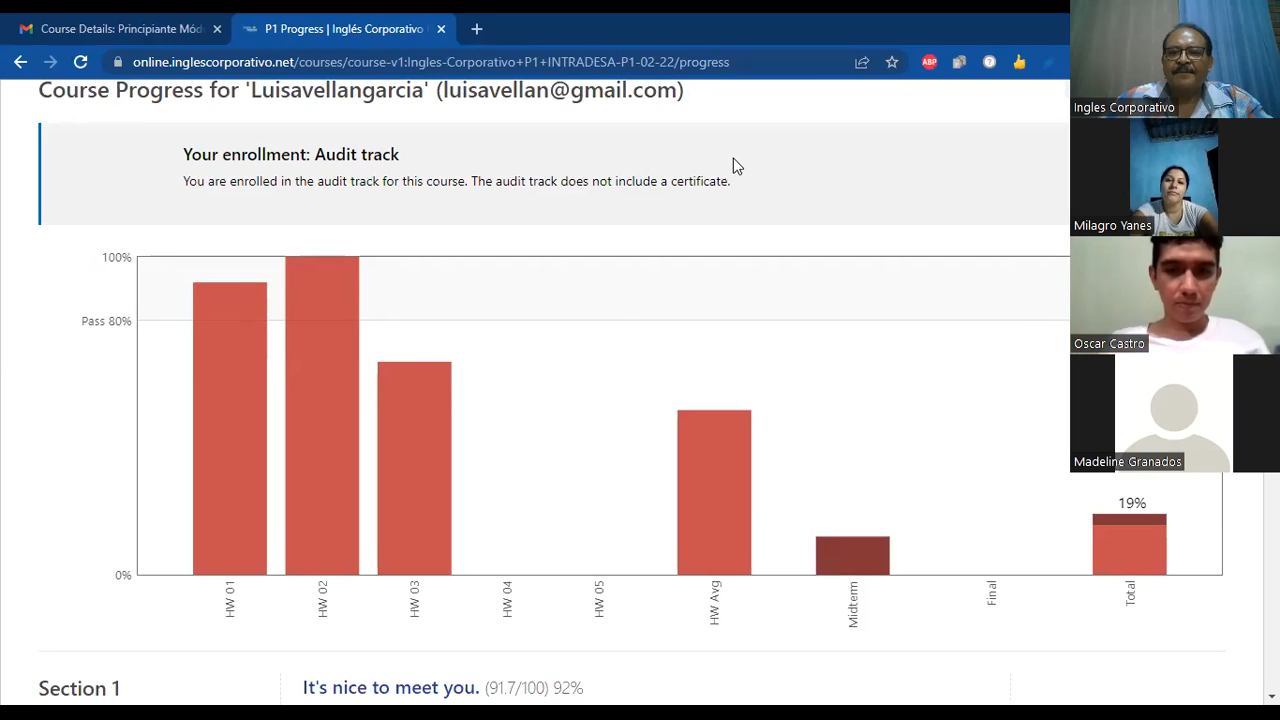 Course Details: Principiante Mód
P1 Progress | Inglés Corporativo
online.inglescorporativo.net/courses/course-v1:Ingles-Corporativo+P1+INTRADESA-P1-02-22/progress
ABP
Course Progress for 'Luisavellangarcia' (luisavellan@gmail.com)
Your enrollment: Audit track
You are enrolled in the audit track for this course. The audit track does not include a certificate.
100%
Pass 80%
0%
19%
HW 01
HW 02
HW 03
HW 04
HW 05
HW Avg
Midterm
Final
Total
Section 1
It's nice to meet you. (91.7/100) 92%
Ingles Corporativo
Milagro Yanes
Oscar Castro
Madeline Granados